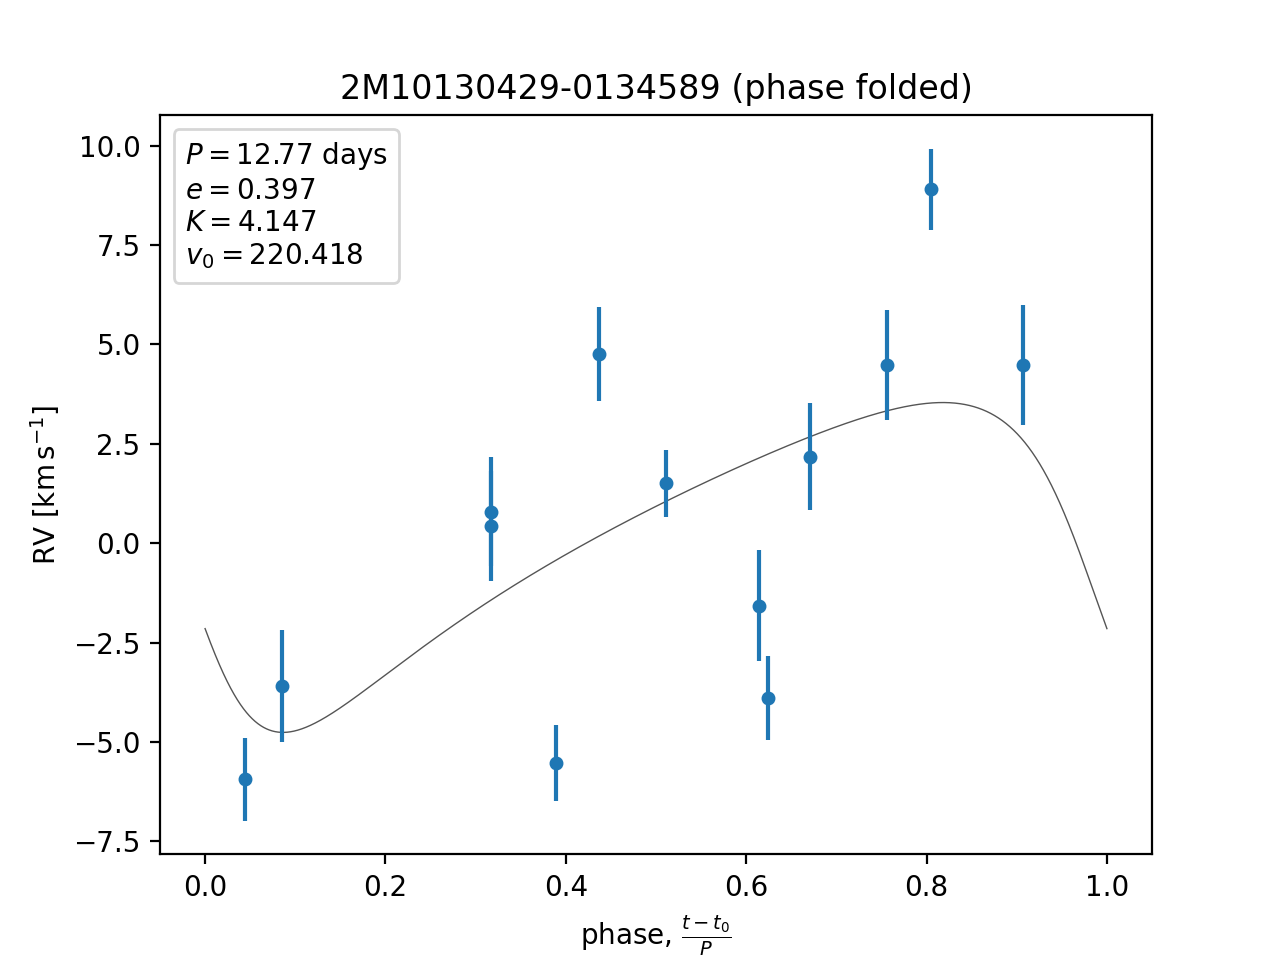 2M10130429-0134589 (phase folded)
P = 12.77 days
e = 0.397
K = 4.147
v₀ = 220.418
10.0
7.5
5.0
2.5
0.0
−2.5
−5.0
−7.5
RV [km s⁻¹]
0.0 0.2 0.4 0.6 0.8 1.0
phase, (t − t₀)/P